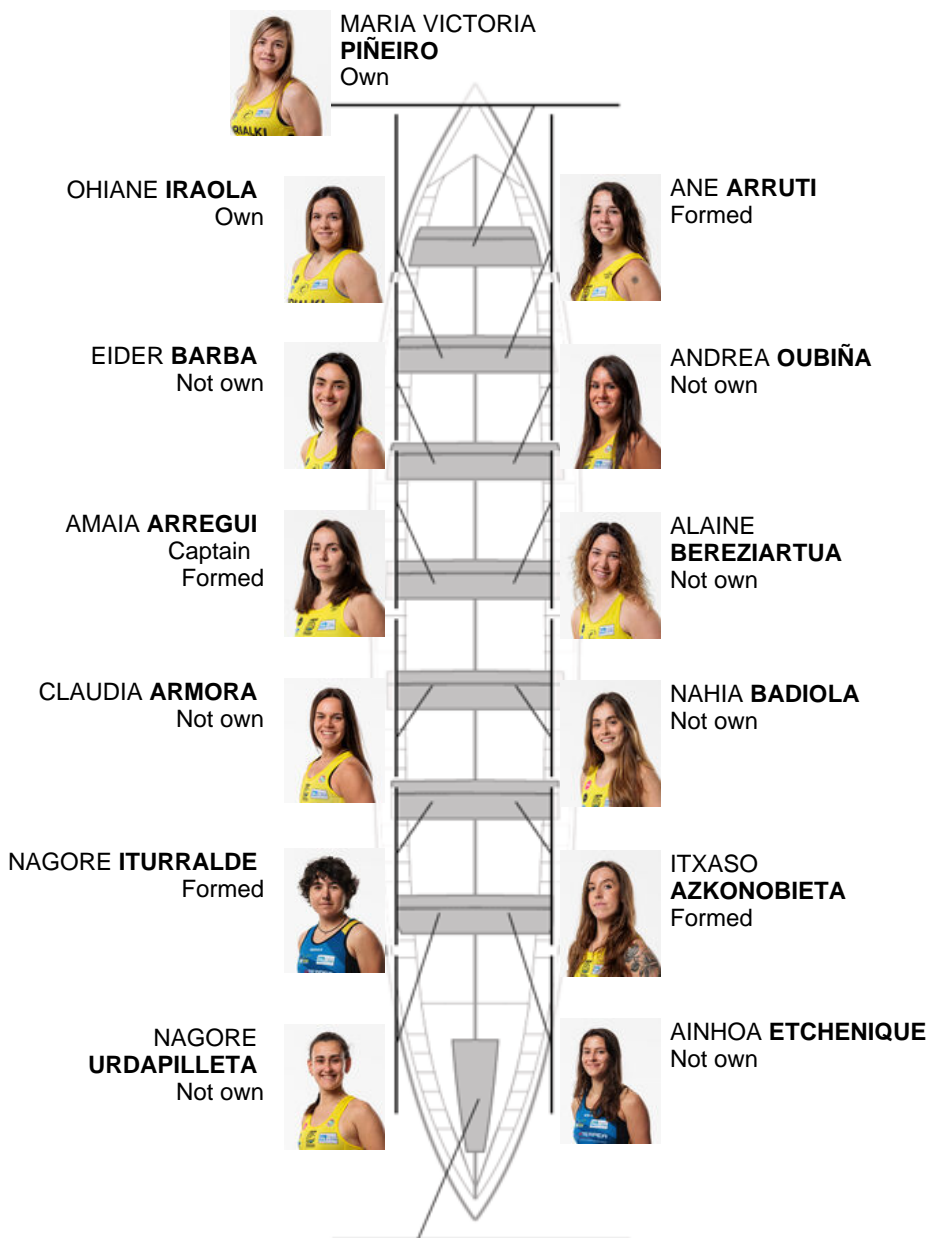 MARIA VICTORIA
PIÑEIRO
Own
OHIANE IRAOLA
Own
ANE ARRUTI
Formed
EIDER BARBA
Not own
ANDREA OUBIÑA
Not own
AMAIA ARREGUI
Captain
Formed
ALAINE
BEREZIARTUA
Not own
CLAUDIA ARMORA
Not own
NAHIA BADIOLA
Not own
NAGORE ITURRALDE
Formed
ITXASO
AZKONOBIETA
Formed
NAGORE
URDAPILLETA
Not own
AINHOA ETCHENIQUE
Not own